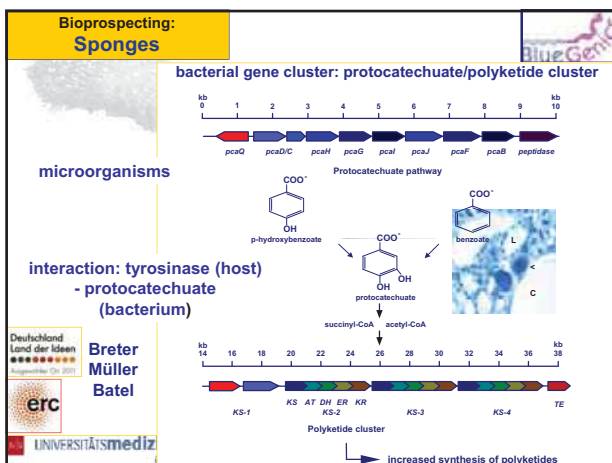 Bioprospecting:
Sponges
BlueGenic
bacterial gene cluster: protocatechuate/polyketide cluster
kb kb
0 1 2 3 4 5 6 7 8 9 10
pcaQ pcaD/C pcaH pcaG pcaI pcaJ pcaF pcaB peptidase
microorganisms
Protocatechuate pathway
COO⁻
OH
p-hydroxybenzoate
COO⁻
benzoate
COO⁻
OH
OH
protocatechuate
L
<
C
interaction: tyrosinase (host)
- protocatechuate
(bacterium)
succinyl-CoA acetyl-CoA
kb kb
14 16 18 20 22 24 26 28 30 32 34 36 38
KS AT DH ER KR
KS-1 KS-2 KS-3 KS-4 TE
Polyketide cluster
increased synthesis of polyketides
Deutschland
Land der Ideen
Ausgewählter Ort 2011
Breter
Müller
Batel
erc
UNIVERSITÄTSmediz